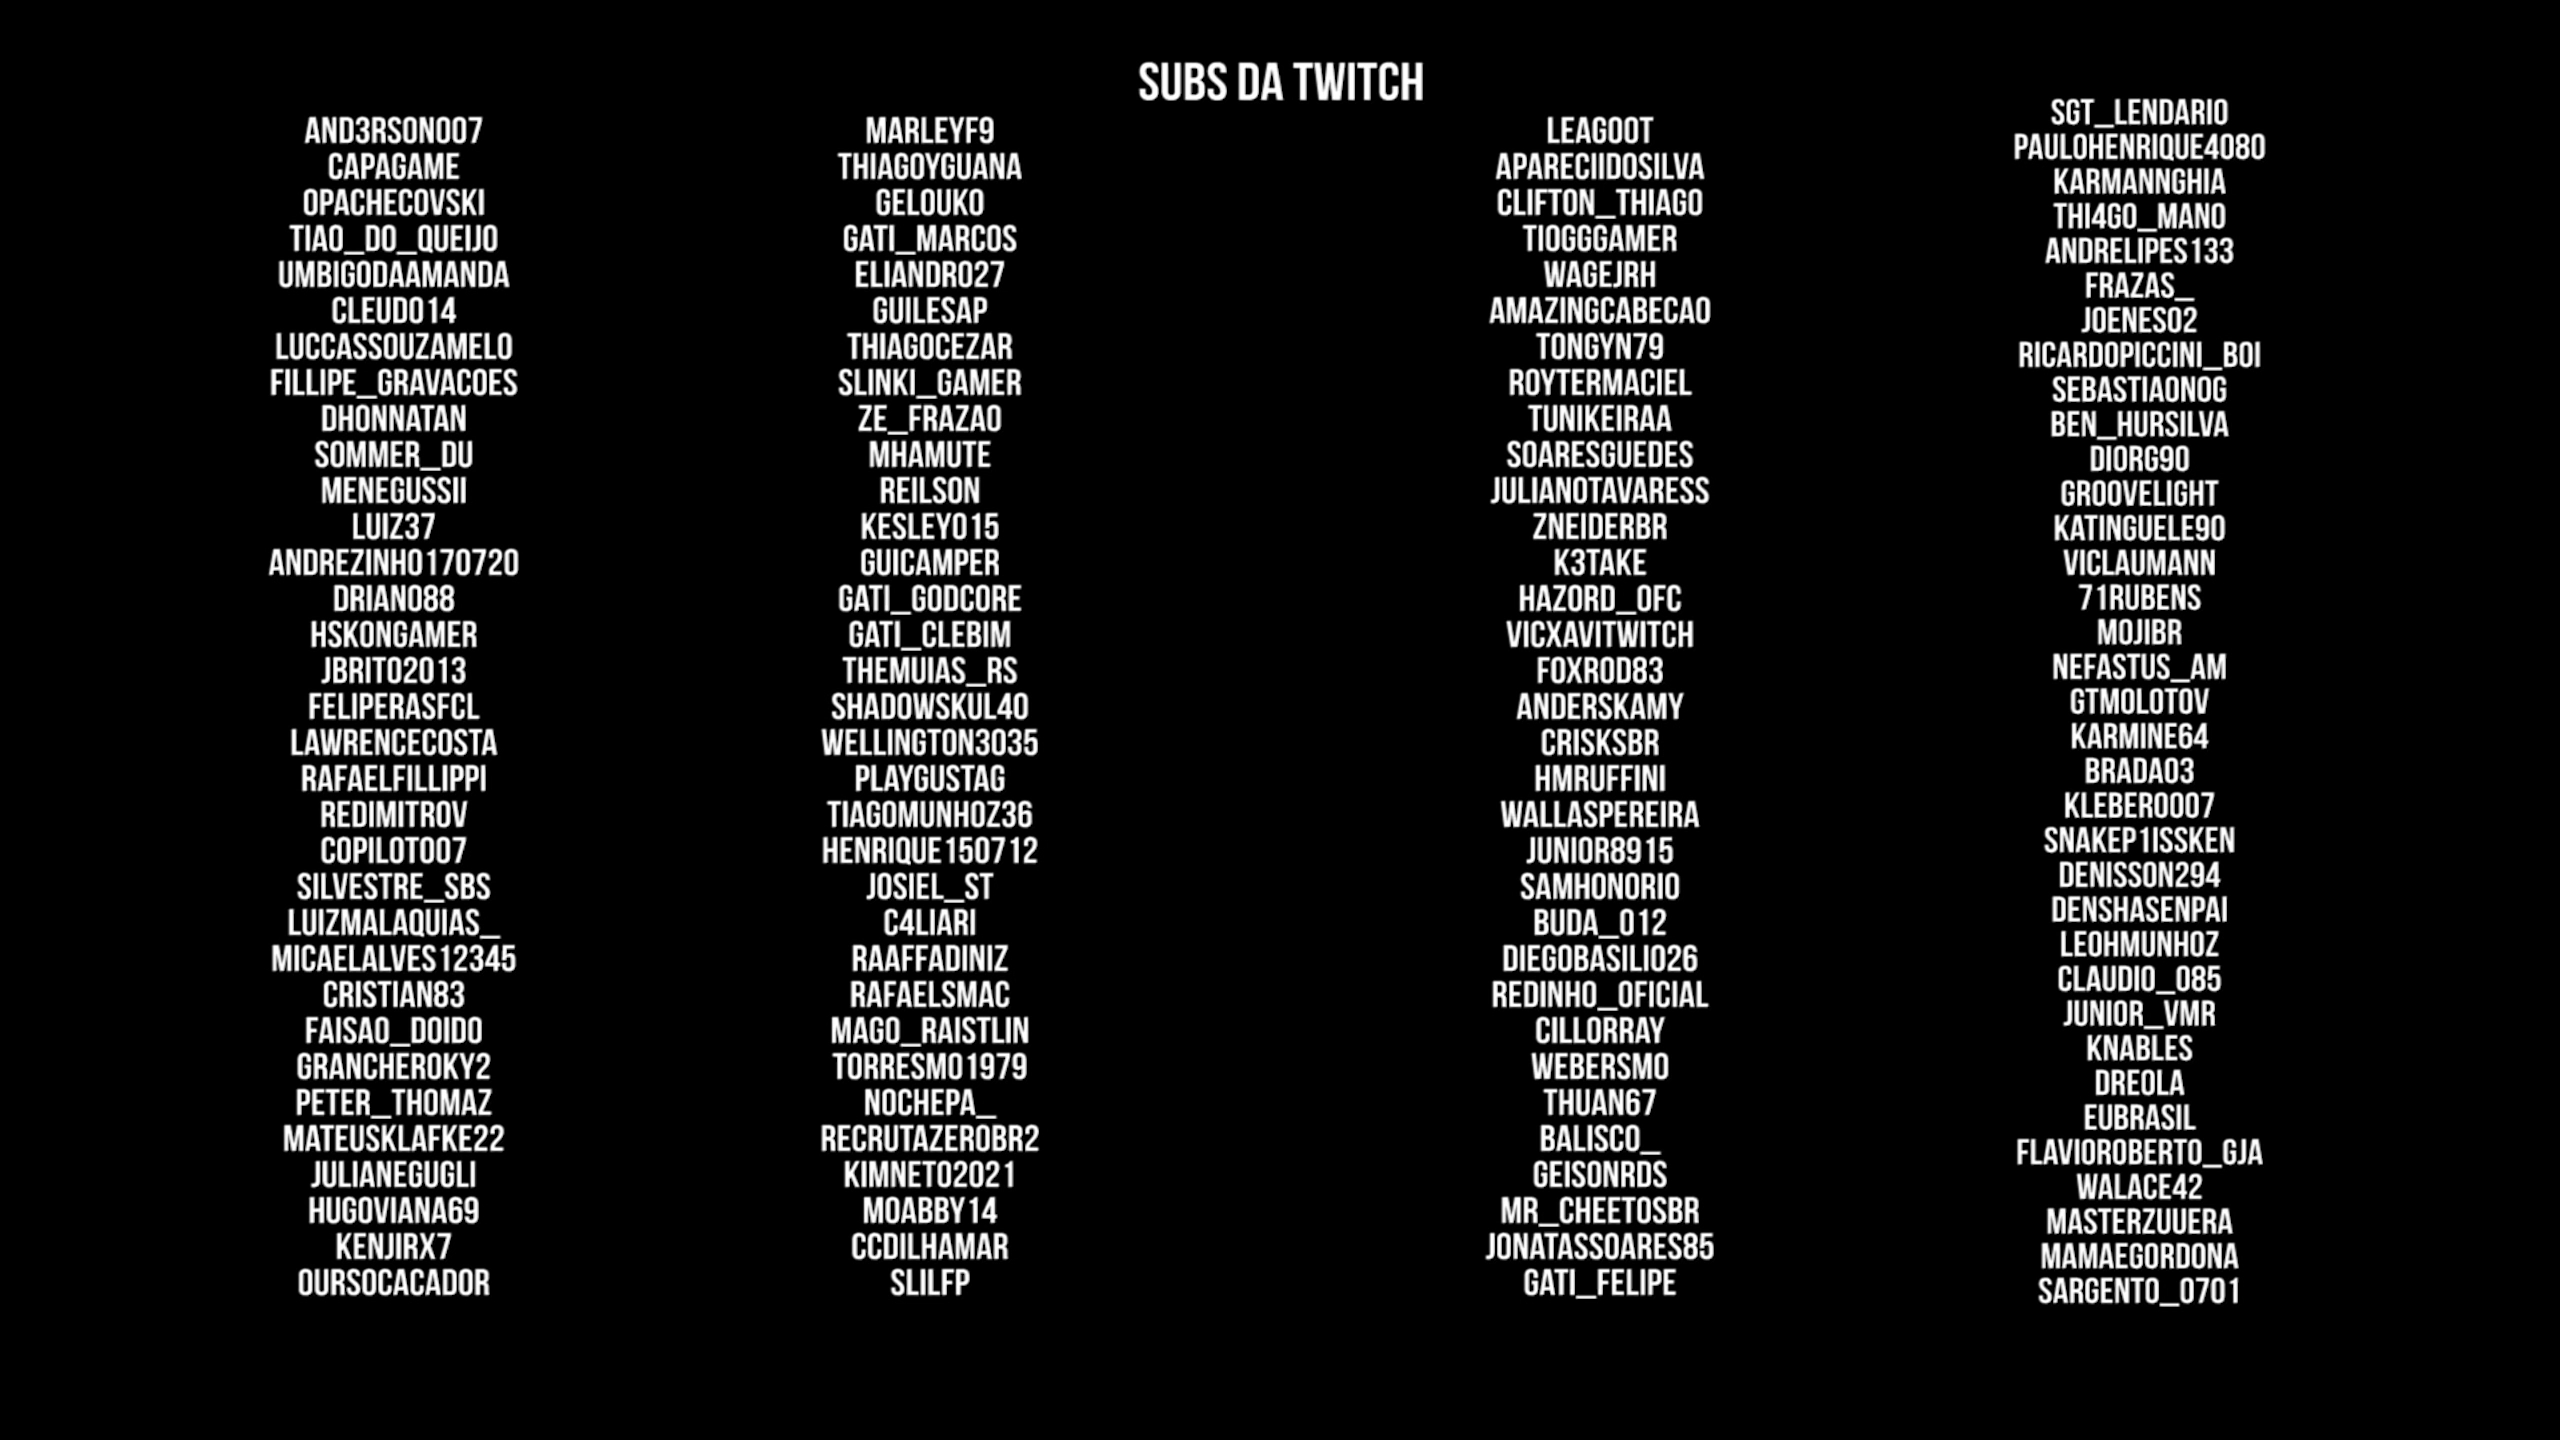 SUBS DA TWITCH
AND3RSON007
CAPAGAME
OPACHECOVSKI
TIAO_DO_QUEIJO
UMBIGODAAMANDA
CLEUDO14
LUCCASSOUZAMELO
FILLIPE_GRAVACOES
DHONNATAN
SOMMER_DU
MENEGUSSII
LUIZ37
ANDREZINHO170720
DRIANO88
HSKONGAMER
JBRITO2013
FELIPERASFCL
LAWRENCECOSTA
RAFAELFILLIPPI
REDIMITROV
COPILOTO07
SILVESTRE_SBS
LUIZMALAQUIAS_
MICAELALVES12345
CRISTIAN83
FAISAO_DOIDO
GRANCHEROKY2
PETER_THOMAZ
MATEUSKLAFKE22
JULIANEGUGLI
HUGOVIANA69
KENJIRX7
OURSOCACADOR
MARLEYF9
THIAGOYGUANA
GELOUKO
GATI_MARCOS
ELIANDRO27
GUILESAP
THIAGOCEZAR
SLINKI_GAMER
ZE_FRAZAO
MHAMUTE
REILSON
KESLEY015
GUICAMPER
GATI_GODCORE
GATI_CLEBIM
THEMUIAS_RS
SHADOWSKUL40
WELLINGTON3035
PLAYGUSTAG
TIAGOMUNHOZ36
HENRIQUE150712
JOSIEL_ST
C4LIARI
RAAFFADINIZ
RAFAELSMAC
MAGO_RAISTLIN
TORRESMO1979
NOCHEPA_
RECRUTAZEROBR2
KIMNETO2021
MOABBY14
CCDILHAMAR
SLILFP
LEAGOOT
APARECIIDOSILVA
CLIFTON_THIAGO
TIOGGGAMER
WAGEJRH
AMAZINGCABECAO
TONGYN79
ROYTERMACIEL
TUNIKEIRAA
SOARESGUEDES
JULIANOTAVARESS
ZNEIDERBR
K3TAKE
HAZORD_OFC
VICXAVITWITCH
FOXROD83
ANDERSKAMY
CRISKSBR
HMRUFFINI
WALLASPEREIRA
JUNIOR8915
SAMHONORIO
BUDA_012
DIEGOBASILIO26
REDINHO_OFICIAL
CILLORRAY
WEBERSMO
THUAN67
BALISCO_
GEISONRDS
MR_CHEETOSBR
JONATASSOARES85
GATI_FELIPE
SGT_LENDARIO
PAULOHENRIQUE4080
KARMANNGHIA
THI4GO_MANO
ANDRELIPES133
FRAZAS_
JOENES02
RICARDOPICCINI_BOI
SEBASTIAONOG
BEN_HURSILVA
DIORG90
GROOVELIGHT
KATINGUELE90
VICLAUMANN
71RUBENS
MOJIBR
NEFASTUS_AM
GTMOLOTOV
KARMINE64
BRADAO3
KLEBER0007
SNAKEP1ISSKEN
DENISSON294
DENSHASENPAI
LEOHMUNHOZ
CLAUDIO_085
JUNIOR_VMR
KNABLES
DREOLA
EUBRASIL
FLAVIOROBERTO_GJA
WALACE42
MASTERZUUERA
MAMAEGORDONA
SARGENTO_0701